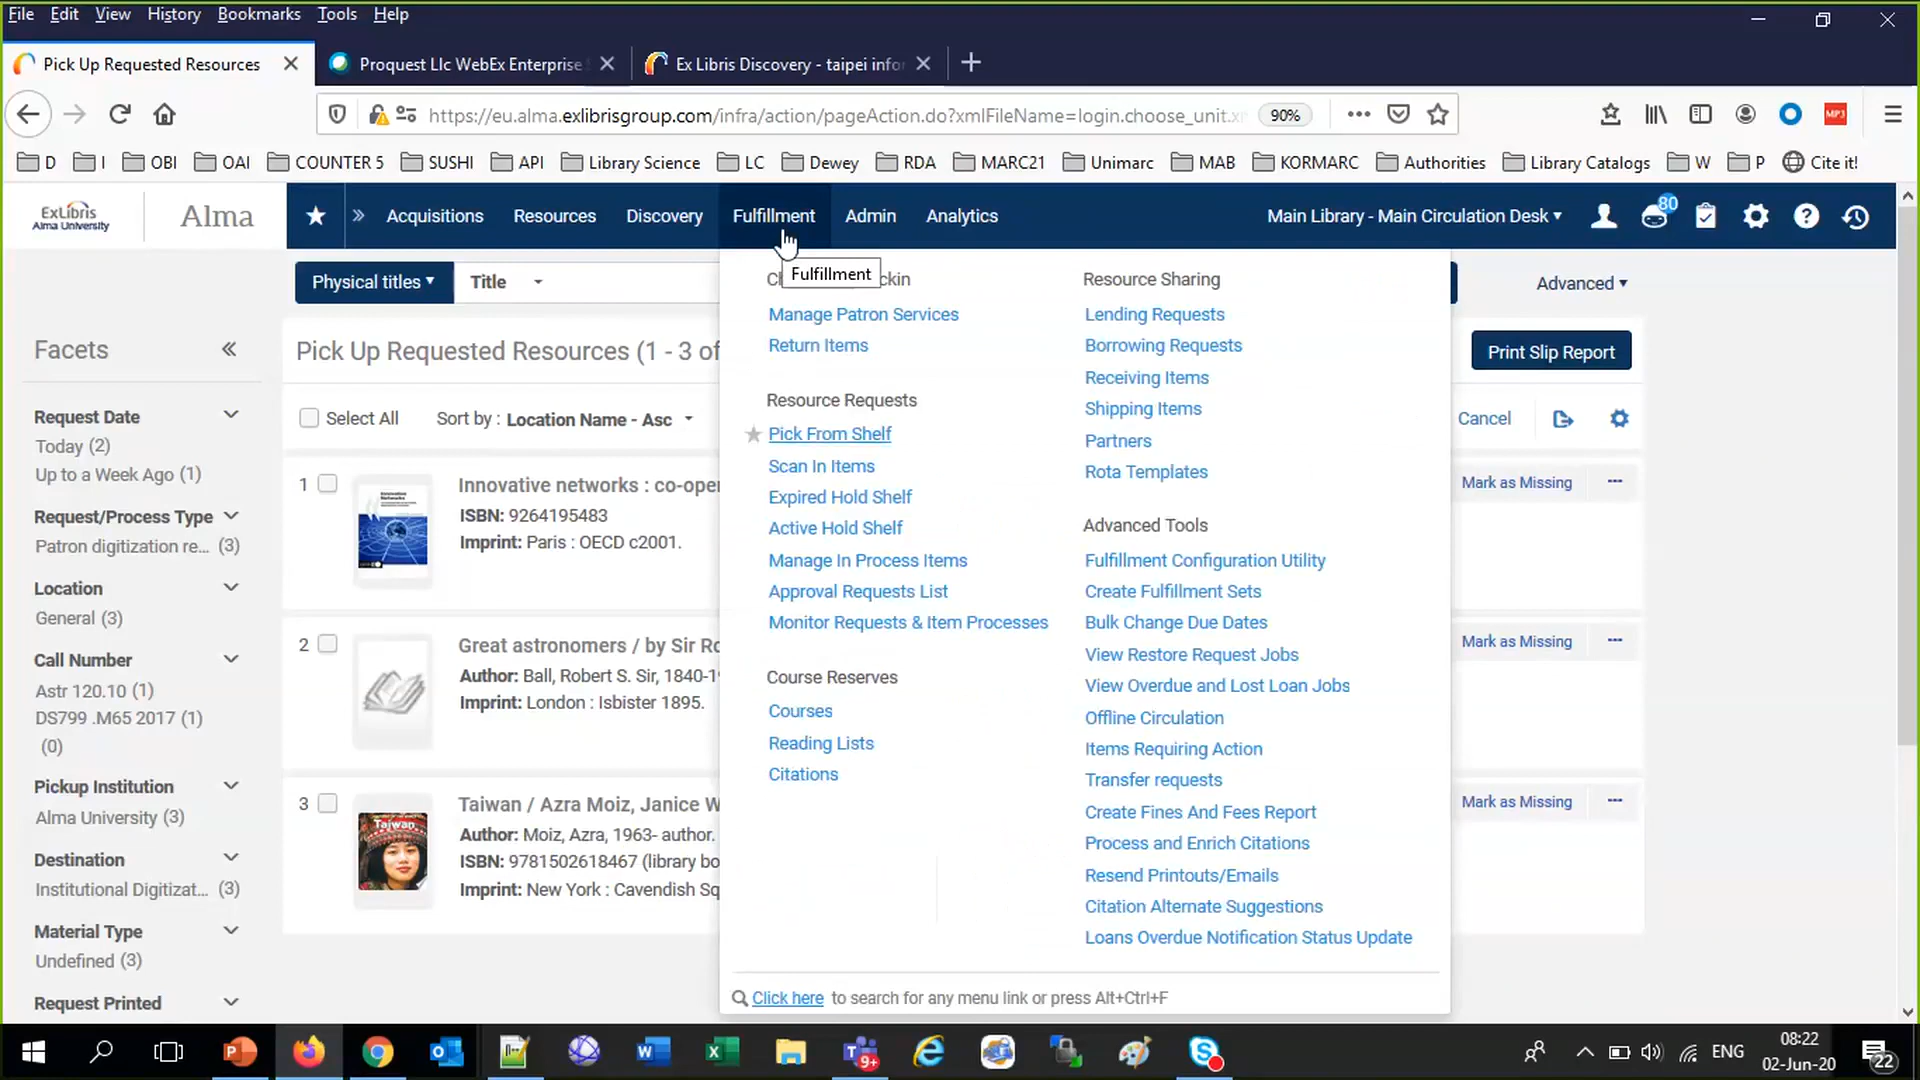 File Edit View History Bookmarks Tools Help
Pick Up Requested Resources
Proquest Llc WebEx Enterprise
Ex Libris Discovery - taipei infor
https://eu.alma.exlibrisgroup.com/infra/action/pageAction.do?xmlFileName=login.choose_unit.x
90%
MP3
D I OBI OAI COUNTER 5 SUSHI API Library Science LC Dewey RDA MARC21 Unimarc MAB KORMARC Authorities Library Catalogs W P Cite it!
ExLibris
Alma University
Alma
Acquisitions Resources Discovery Fulfillment Admin Analytics
Main Library - Main Circulation Desk
80
Physical titles
Title
Advanced
Fulfillment
Facets
Pick Up Requested Resources (1 - 3 of
Print Slip Report
Select All
Sort by : Location Name - Asc
Cancel
Request Date
Today (2)
Up to a Week Ago (1)
Request/Process Type
Patron digitization re... (3)
Location
General (3)
Call Number
Astr 120.10 (1)
DS799 .M65 2017 (1)
(0)
Pickup Institution
Alma University (3)
Destination
Institutional Digitizat... (3)
Material Type
Undefined (3)
Request Printed
1
Innovative networks : co-oper
ISBN: 9264195483
Imprint: Paris : OECD c2001.
Mark as Missing
2
Great astronomers / by Sir Ro
Author: Ball, Robert S. Sir, 1840-1
Imprint: London : Isbister 1895.
Mark as Missing
3
Taiwan / Azra Moiz, Janice W
Author: Moiz, Azra, 1963- author.
ISBN: 9781502618467 (library bo
Imprint: New York : Cavendish Sq
Mark as Missing
Taiwan
Manage Patron Services
Return Items
Resource Requests
Pick From Shelf
Scan In Items
Expired Hold Shelf
Active Hold Shelf
Manage In Process Items
Approval Requests List
Monitor Requests & Item Processes
Course Reserves
Courses
Reading Lists
Citations
Resource Sharing
Lending Requests
Borrowing Requests
Receiving Items
Shipping Items
Partners
Rota Templates
Advanced Tools
Fulfillment Configuration Utility
Create Fulfillment Sets
Bulk Change Due Dates
View Restore Request Jobs
View Overdue and Lost Loan Jobs
Offline Circulation
Items Requiring Action
Transfer requests
Create Fines And Fees Report
Process and Enrich Citations
Resend Printouts/Emails
Citation Alternate Suggestions
Loans Overdue Notification Status Update
Click here to search for any menu link or press Alt+Ctrl+F
9+
ENG
08:22
02-Jun-20
22